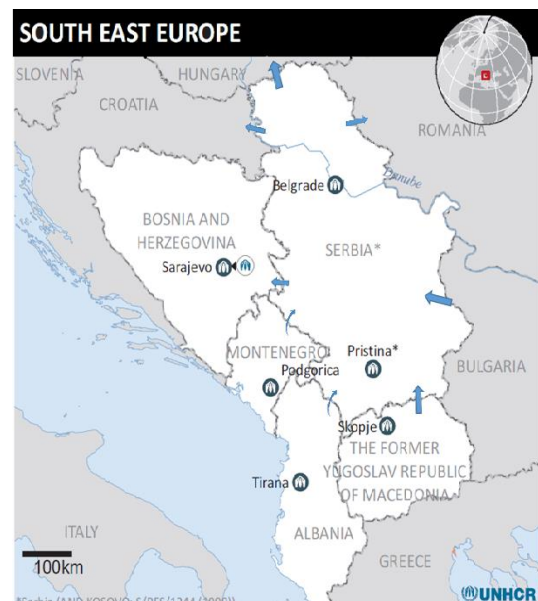 SOUTH EAST EUROPE
SLOVENIA
HUNGARY
CROATIA
ROMANIA
Danube
Belgrade
BOSNIA AND
HERZEGOVINA
SERBIA*
Sarajevo
MONTENEGRO
Pristina*
Podgorica
BULGARIA
Skopje
THE FORMER
YUGOSLAV REPUBLIC
OF MACEDONIA
Tirana
ITALY
ALBANIA
100km
GREECE
UNHCR